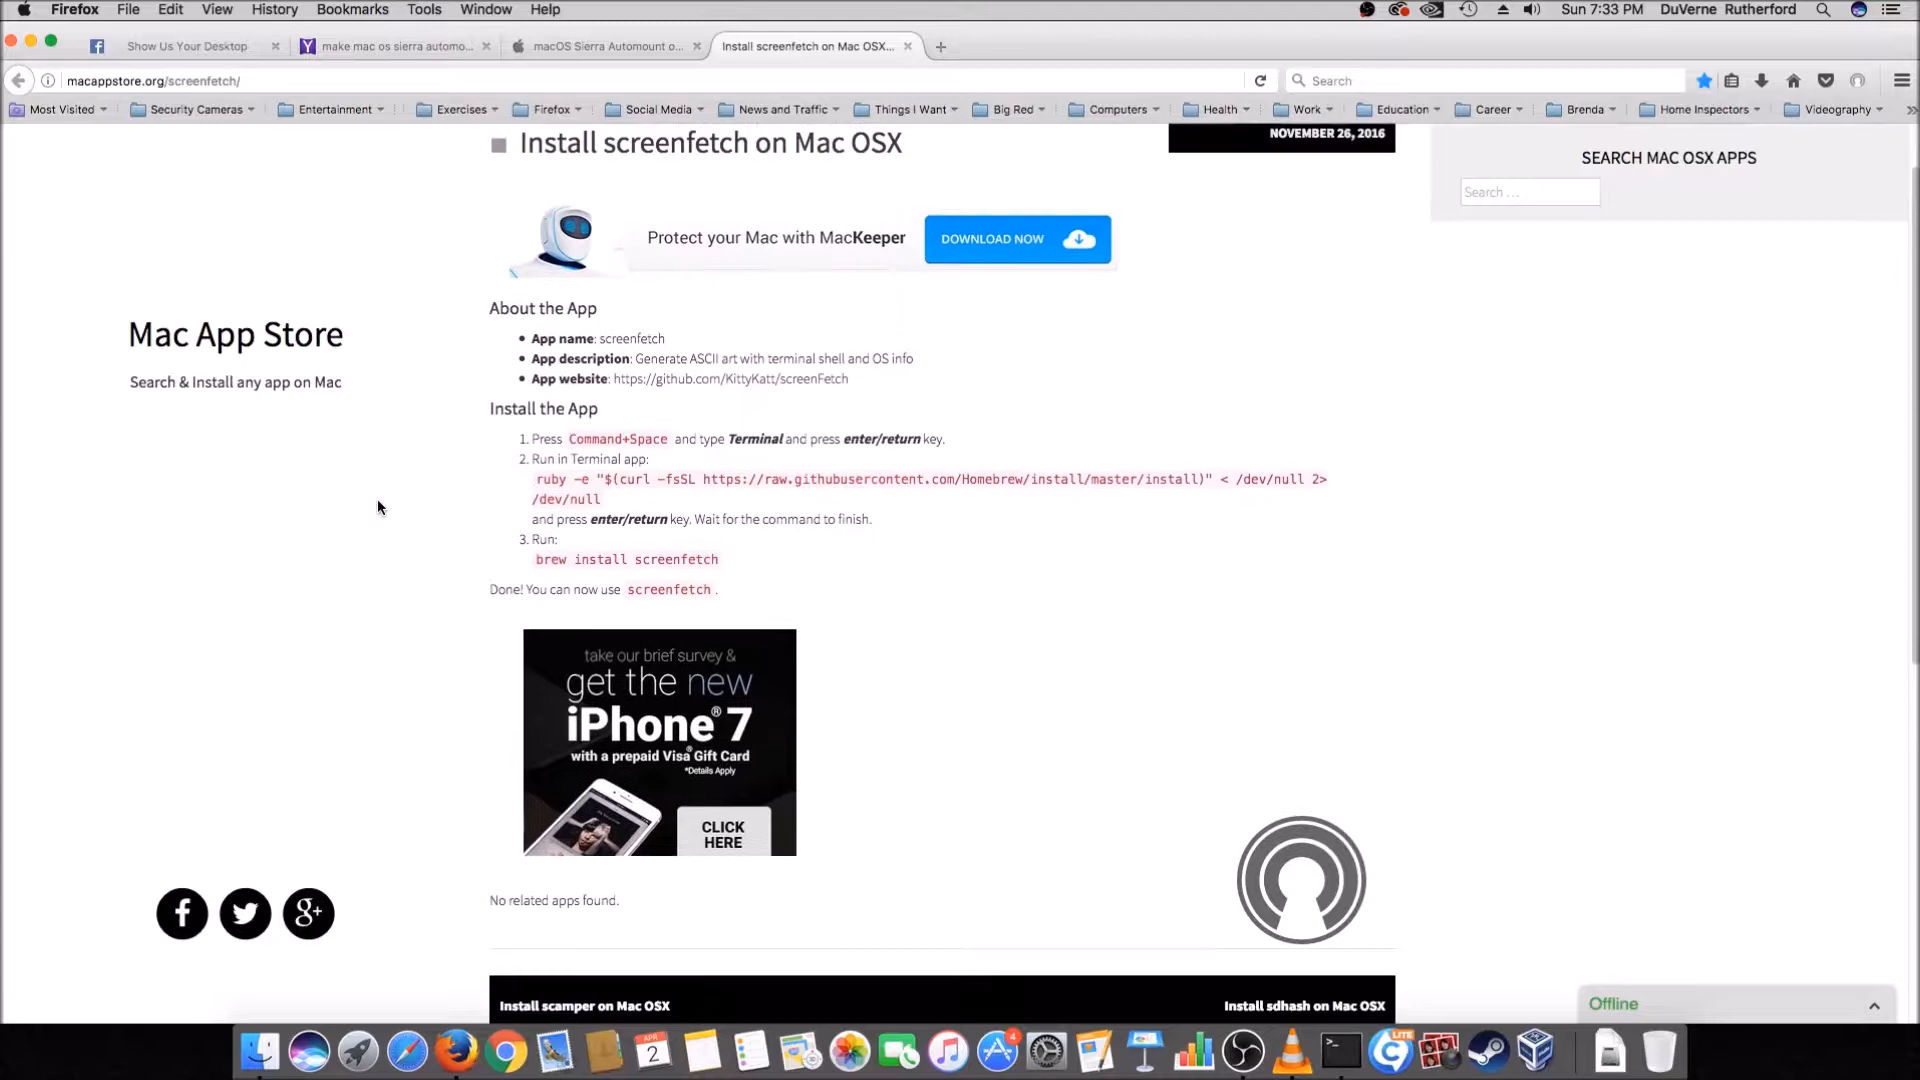 Firefox File Edit View History Bookmarks Tools Window Help Sun 7:33 PM DuVerne Rutherford
Show Us Your Desktop make mac os sierra automo... macOS Sierra Automount o... Install screenfetch on Mac OSX...
macappstore.org/screenfetch/ Search
Most Visited Security Cameras Entertainment Exercises Firefox Social Media News and Traffic Things I Want Big Red Computers Health Work Education Career Brenda Home Inspectors Videography
Install screenfetch on Mac OSX
NOVEMBER 26, 2016
SEARCH MAC OSX APPS
Search ...
Protect your Mac with MacKeeper
DOWNLOAD NOW
About the App
App name: screenfetch
App description: Generate ASCII art with terminal shell and OS info
App website: https://github.com/KittyKatt/screenFetch
Mac App Store
Search & Install any app on Mac
Install the App
1. Press Command+Space and type Terminal and press enter/return key.
2. Run in Terminal app:
ruby -e "$(curl -fsSL https://raw.githubusercontent.com/Homebrew/install/master/install)" < /dev/null 2>
/dev/null
and press enter/return key. Wait for the command to finish.
3. Run:
brew install screenfetch
Done! You can now use screenfetch .
take our brief survey &
get the new
iPhone® 7
with a prepaid Visa® Gift Card
*Details Apply
CLICK
HERE
No related apps found.
Install scamper on Mac OSX
Install sdhash on Mac OSX
Offline
APR
2
4
LITE